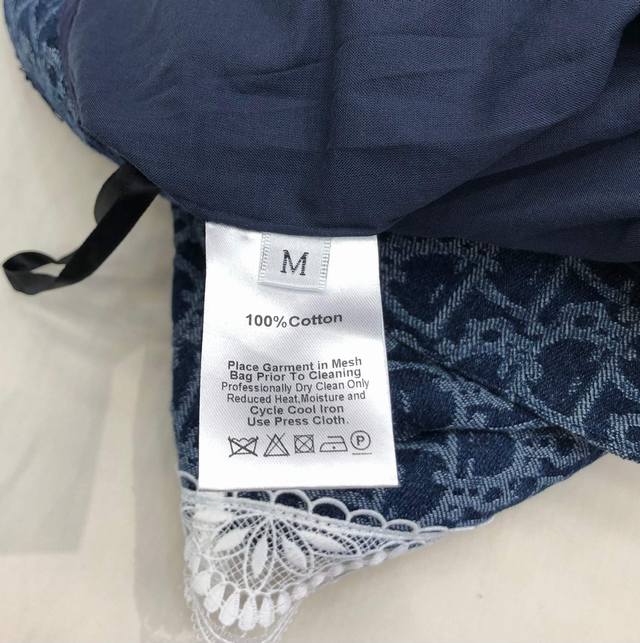 M
100%Cotton
Place Garment in Mesh
Bag Prior To Cleaning
Professionally Dry Clean Only
Reduced Heat,Moisture and
Cycle Cool Iron
Use Press Cloth.
P